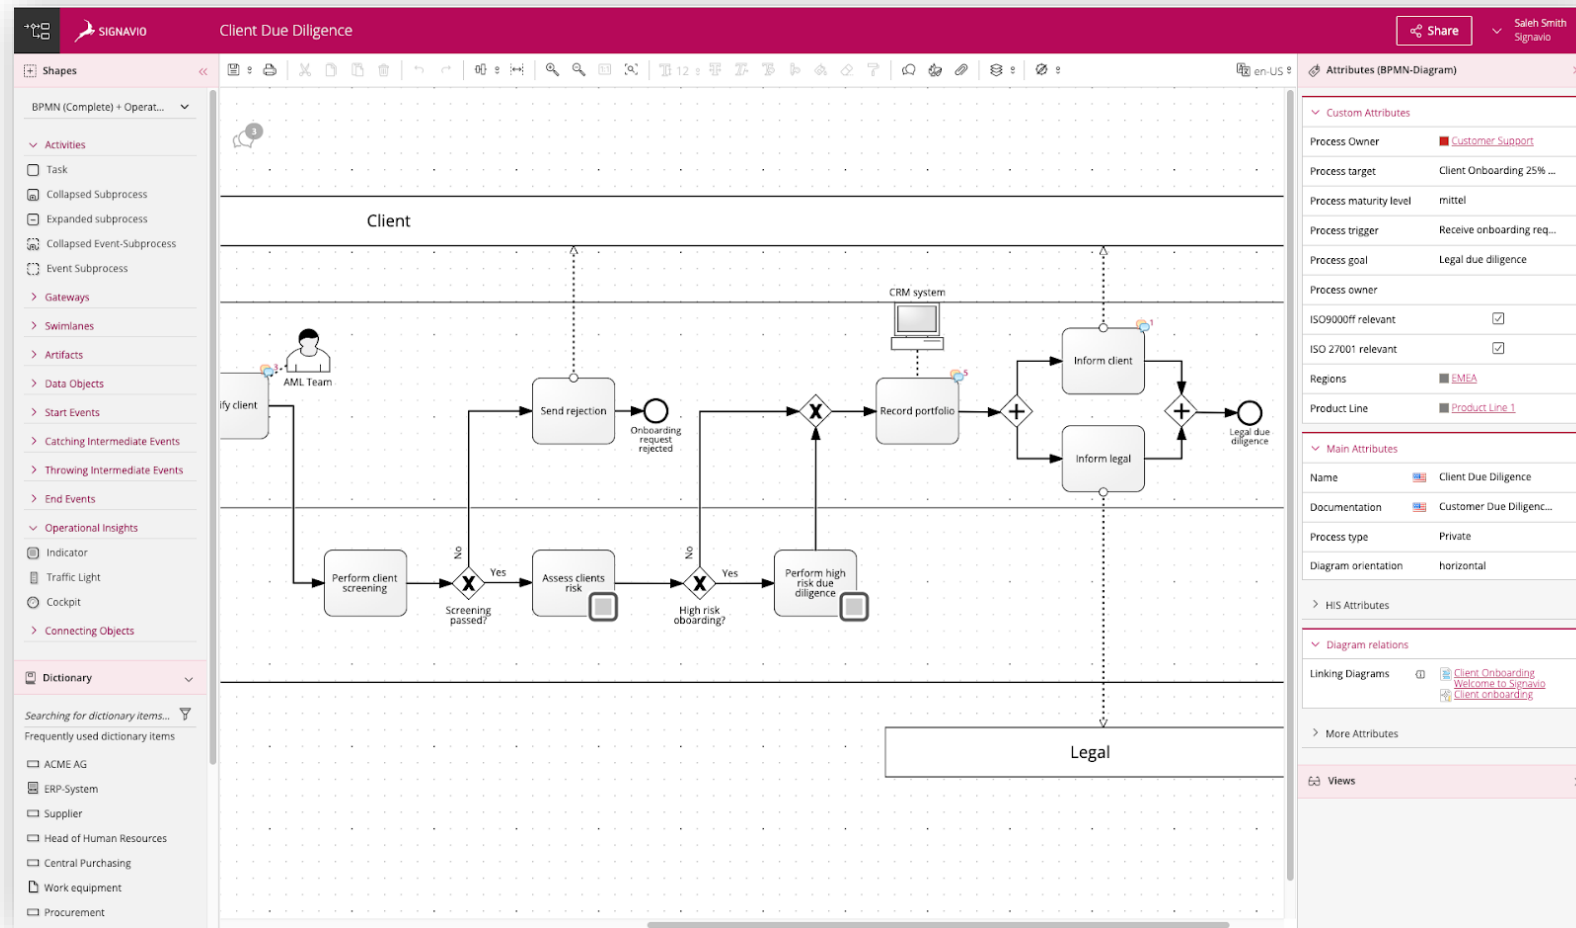 SIGNAVIO
Client Due Diligence
Share
Saleh Smith
Signavio
Shapes
BPMN (Complete) + Operat...
Activities
Task
Collapsed Subprocess
Expanded subprocess
Collapsed Event-Subprocess
Event Subprocess
Gateways
Swimlanes
Artifacts
Data Objects
Start Events
Catching Intermediate Events
Throwing Intermediate Events
End Events
Operational Insights
Indicator
Traffic Light
Cockpit
Connecting Objects
Dictionary
Searching for dictionary items...
Frequently used dictionary items
ACME AG
ERP-System
Supplier
Head of Human Resources
Central Purchasing
Work equipment
Procurement
12
en-US
3
Client
CRM system
AML Team
3
ify client
Send rejection
Onboarding
request
rejected
5
Record portfolio
1
Inform client
Inform legal
Legal due
diligence
Perform client
screening
No
Yes
Screening
passed?
Assess clients
risk
No
Yes
High risk
oboarding?
Perform high
risk due
diligence
Legal
Attributes (BPMN-Diagram)
Custom Attributes
Process Owner Customer Support
Process target Client Onboarding 25% ...
Process maturity level mittel
Process trigger Receive onboarding req...
Process goal Legal due diligence
Process owner
ISO9000ff relevant
ISO 27001 relevant
Regions EMEA
Product Line Product Line 1
Main Attributes
Name Client Due Diligence
Documentation Customer Due Diligenc...
Process type Private
Diagram orientation horizontal
HIS Attributes
Diagram relations
Linking Diagrams Client Onboarding
Welcome to Signavio
Client onboarding
More Attributes
Views